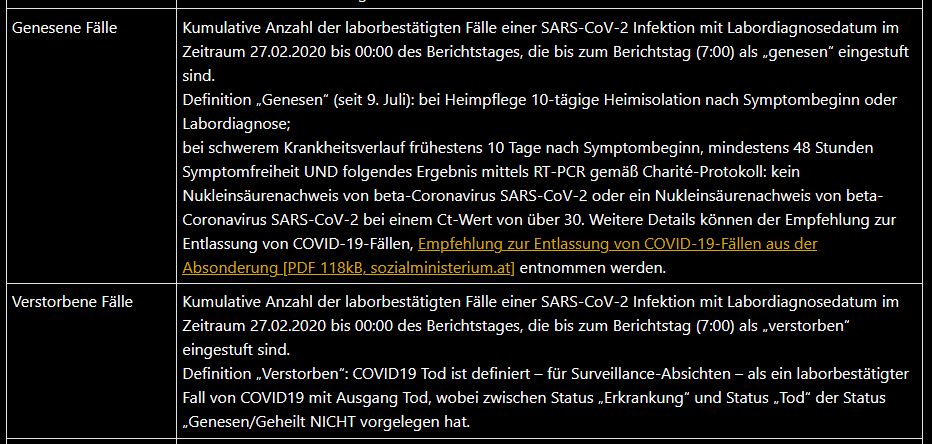 Genesene Fälle
Kumulative Anzahl der laborbestätigten Fälle einer SARS-CoV-2 Infektion mit Labordiagnosedatum im
Zeitraum 27.02.2020 bis 00:00 des Berichtstages, die bis zum Berichtstag (7:00) als „genesen“ eingestuft
sind.
Definition „Genesen“ (seit 9. Juli): bei Heimpflege 10-tägige Heimisolation nach Symptombeginn oder
Labordiagnose;
bei schwerem Krankheitsverlauf frühestens 10 Tage nach Symptombeginn, mindestens 48 Stunden
Symptomfreiheit UND folgendes Ergebnis mittels RT-PCR gemäß Charité-Protokoll: kein
Nukleinsäurenachweis von beta-Coronavirus SARS-CoV-2 oder ein Nukleinsäurenachweis von beta-
Coronavirus SARS-CoV-2 bei einem Ct-Wert von über 30. Weitere Details können der Empfehlung zur
Entlassung von COVID-19-Fällen, Empfehlung zur Entlassung von COVID-19-Fällen aus der
Absonderung [PDF 118kB, sozialministerium.at] entnommen werden.
Verstorbene Fälle
Kumulative Anzahl der laborbestätigten Fälle einer SARS-CoV-2 Infektion mit Labordiagnosedatum im
Zeitraum 27.02.2020 bis 00:00 des Berichtstages, die bis zum Berichtstag (7:00) als „verstorben“
eingestuft sind.
Definition „Verstorben“: COVID19 Tod ist definiert – für Surveillance-Absichten – als ein laborbestätigter
Fall von COVID19 mit Ausgang Tod, wobei zwischen Status „Erkrankung“ und Status „Tod“ der Status
„Genesen/Geheilt NICHT vorgelegen hat.